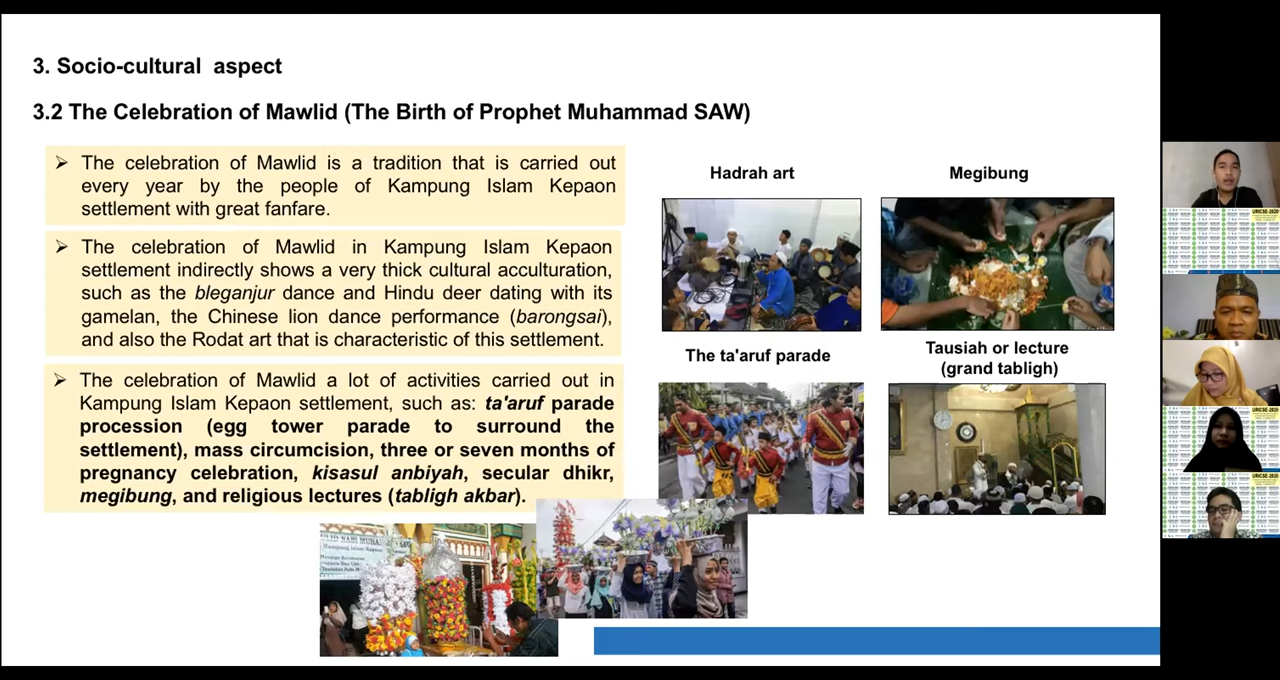 3. Socio-cultural aspect
3.2 The Celebration of Mawlid (The Birth of Prophet Muhammad SAW)
➢ The celebration of Mawlid is a tradition that is carried out
every year by the people of Kampung Islam Kepaon
settlement with great fanfare.
➢ The celebration of Mawlid in Kampung Islam Kepaon
settlement indirectly shows a very thick cultural accuturation,
such as the bleganjur dance and Hindu deer dating with its
gamelan, the Chinese lion dance performance (barongsai),
and also the Rodat art that is characteristic of this settlement.
➢ The celebration of Mawlid a lot of activities carried out in
Kampung Islam Kepaon settlement, such as: ta'aruf parade
procession (egg tower parade to surround the
settlement), mass circumcision, three or seven months of
pregnancy celebration, kisasul anbiyah, secular dhikr,
megibung, and religious lectures (tabligh akbar).
Hadrah art
Megibung
The ta'aruf parade
Tausiah or lecture
(grand tabligh)
Kampung Islam Kepaon
URICSE-2020
URICSE-2020
URICSE-2020